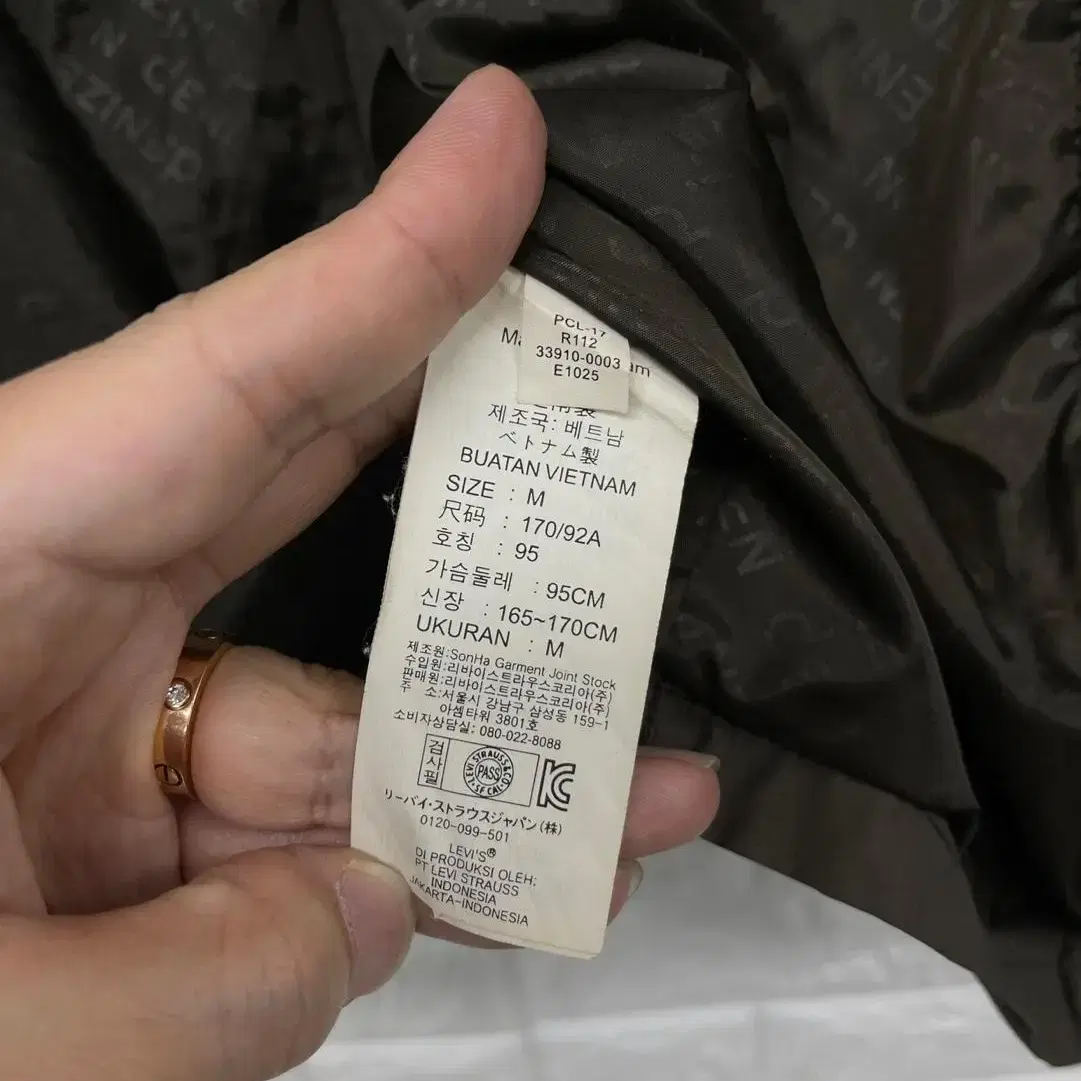 PCL-17
R112
33910-0003
E1025
제조국: 베트남
ベトナム製
BUATAN VIETNAM
SIZE : M
尺码 : 170/92A
호칭 : 95
가슴둘레 : 95CM
신장 : 165~170CM
UKURAN : M
제조원:SonHa Garment Joint Stock
수입원:리바이스트라우스코리아(주)
판매원:리바이스트라우스코리아(주)
주 소:서울시 강남구 삼성동 159-1
아셈타워 3801호
소비자상담실: 080-022-8088
검사필
LEVI STRAUSS & CO
PASS
SF CAL
リーバイ・ストラウスジャパン(株)
0120-099-501
LEVI'S®
DI PRODUKSI OLEH:
PT LEVI STRAUSS
INDONESIA
JAKARTA-INDONESIA